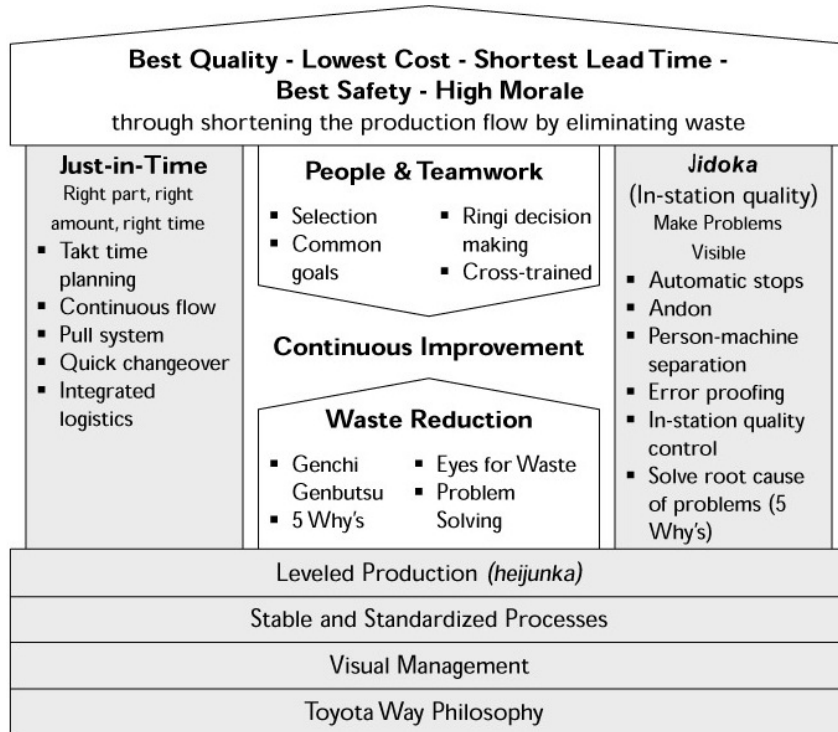 Best Quality - Lowest Cost - Shortest Lead Time -
Best Safety - High Morale
through shortening the production flow by eliminating waste
Just-in-Time
Right part, right
amount, right time
▪ Takt time
planning
▪ Continuous flow
▪ Pull system
▪ Quick changeover
▪ Integrated
logistics
People & Teamwork
▪ Selection
▪ Common
goals
▪ Ringi decision
making
▪ Cross-trained
Continuous Improvement
Waste Reduction
▪ Genchi
Genbutsu
▪ 5 Why's
▪ Eyes for Waste
▪ Problem
Solving
Jidoka
(In-station quality)
Make Problems
Visible
▪ Automatic stops
▪ Andon
▪ Person-machine
separation
▪ Error proofing
▪ In-station quality
control
▪ Solve root cause
of problems (5
Why's)
Leveled Production (heijunka)
Stable and Standardized Processes
Visual Management
Toyota Way Philosophy